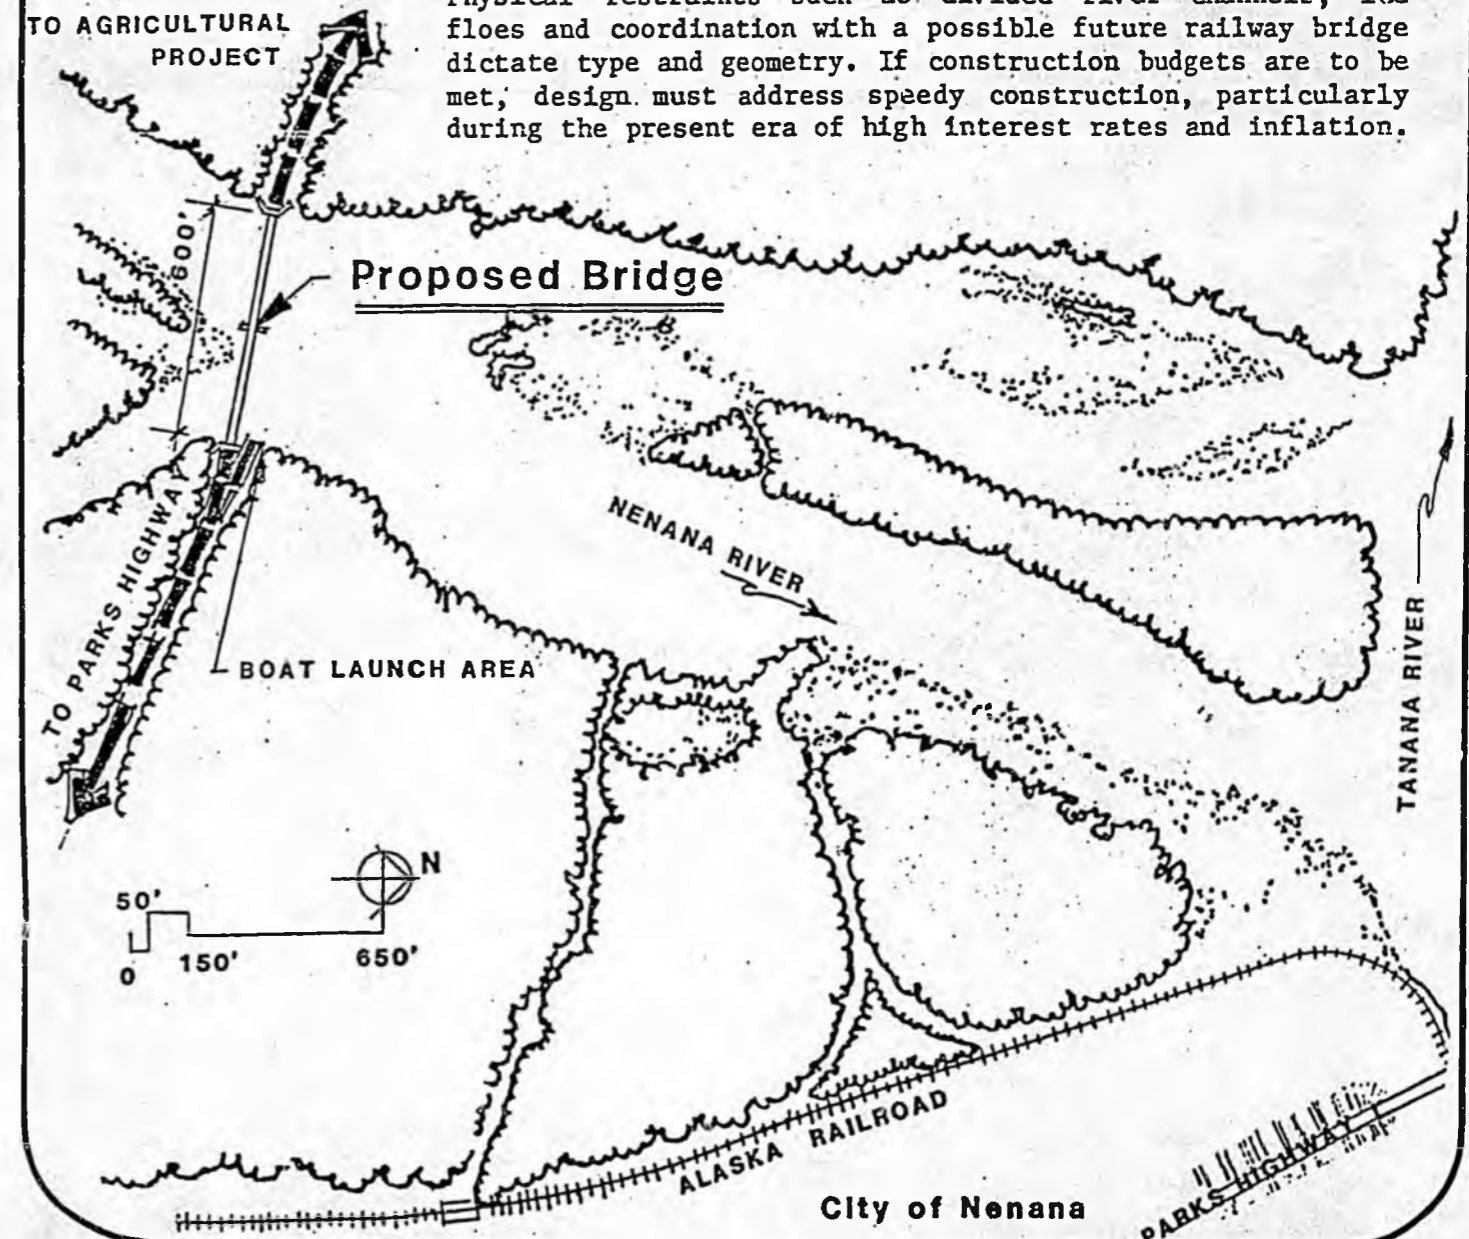 TO AGRICULTURAL
PROJECT
floes and coordination with a possible future railway bridge
dictate type and geometry. If construction budgets are to be
met, design must address speedy construction, particularly
during the present era of high interest rates and inflation.
600'
Proposed Bridge
NENANA RIVER
TANANA RIVER
TO PARKS HIGHWAY
BOAT LAUNCH AREA
N
50'
0
150'
650'
ALASKA RAILROAD
City of Nenana
PARKS HIGHWAY